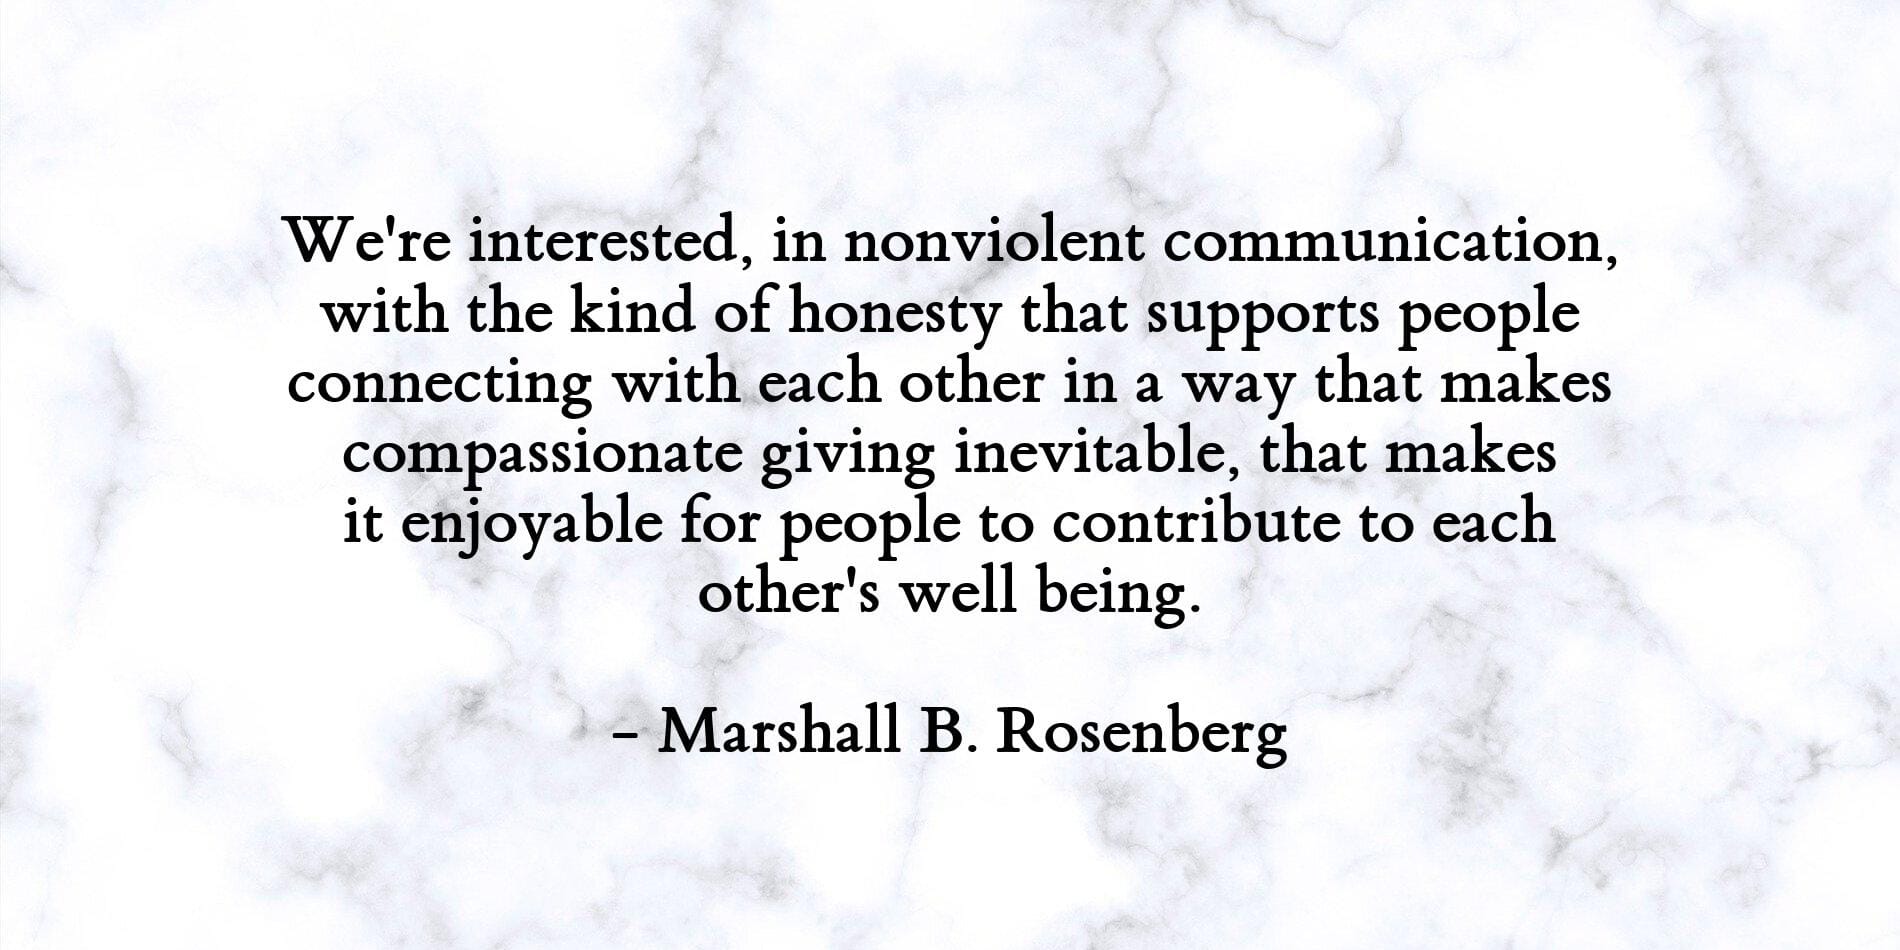 We're interested, in nonviolent communication,
with the kind of honesty that supports people
connecting with each other in a way that makes
compassionate giving inevitable, that makes
it enjoyable for people to contribute to each
other's well being.
– Marshall B. Rosenberg